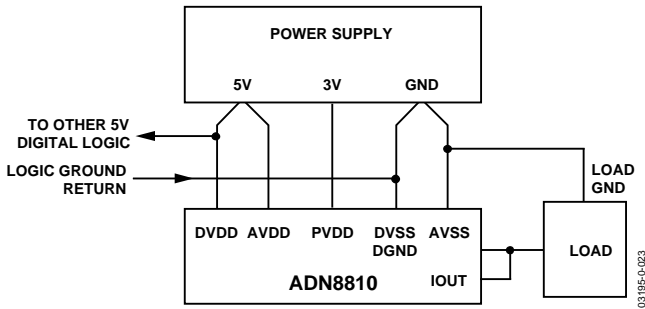 POWER SUPPLY
5V 3V GND
TO OTHER 5V
DIGITAL LOGIC
LOGIC GROUND
RETURN
LOAD
GND
DVDD AVDD PVDD DVSS AVSS
DGND
ADN8810 IOUT
LOAD
03195-0-023